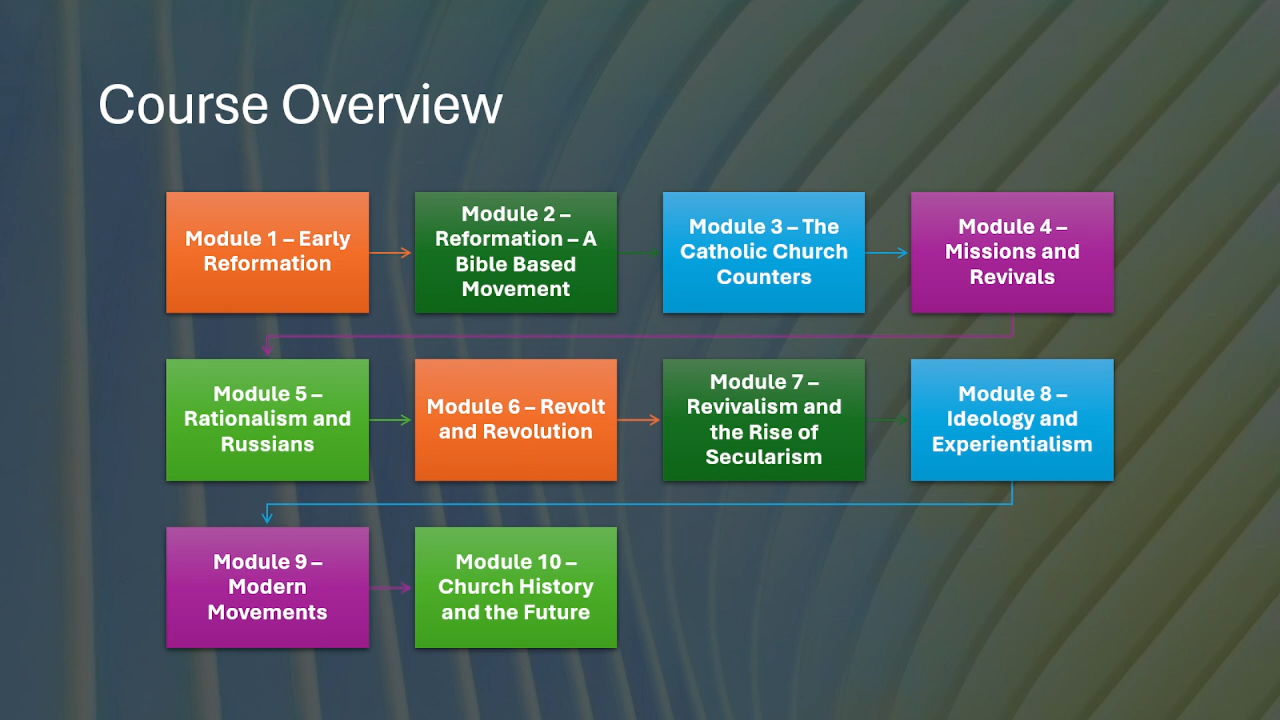 Course Overview
Module 1 – Early
Reformation
Module 2 –
Reformation – A
Bible Based
Movement
Module 3 – The
Catholic Church
Counters
Module 4 –
Missions and
Revivals
Module 5 –
Rationalism and
Russians
Module 6 – Revolt
and Revolution
Module 7 –
Revivalism and
the Rise of
Secularism
Module 8 –
Ideology and
Experientialism
Module 9 –
Modern
Movements
Module 10 –
Church History
and the Future